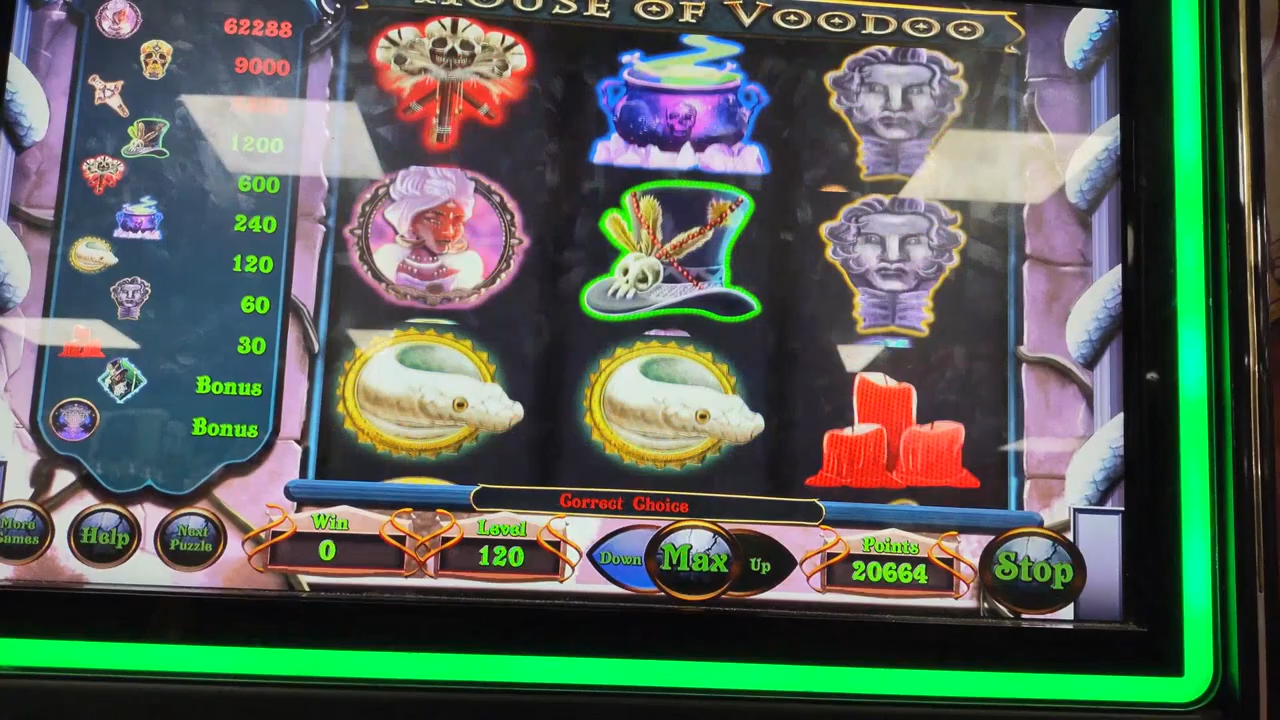 HOUSE OF VOODOO
62288
9000
1200
600
240
120
60
30
Bonus
Bonus
Correct Choice
More Games
Help
Next Puzzle
Win
0
Level
120
Down
Max
Up
Points
20664
Stop